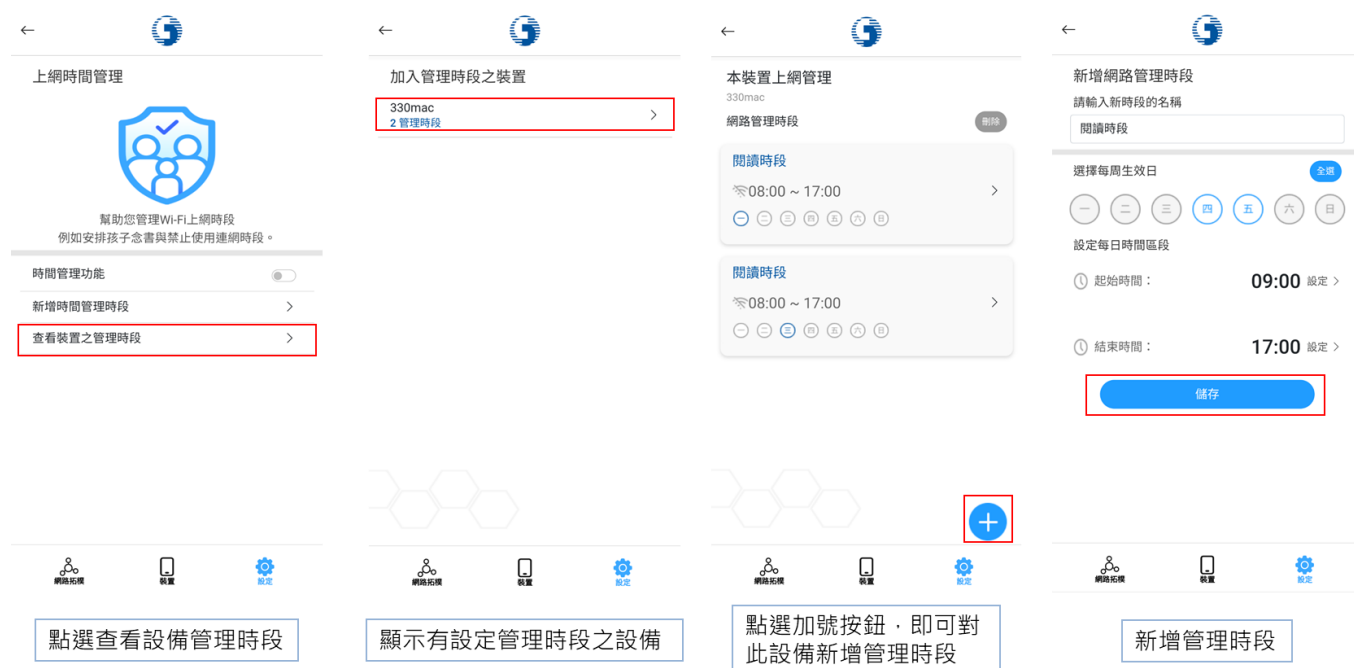 上網時間管理
幫助您管理Wi-Fi上網時段
例如安排孩子念書與禁止使用連網時段。
時間管理功能
新增時間管理時段
查看裝置之管理時段
網路拓樸
裝置
設定
點選查看設備管理時段
加入管理時段之裝置
330mac
2 管理時段
網路拓樸
裝置
設定
顯示有設定管理時段之設備
本裝置上網管理
330mac
網路管理時段
刪除
閱讀時段
08:00 ~ 17:00
一 二 三 四 五 六 日
閱讀時段
08:00 ~ 17:00
一 二 三 四 五 六 日
網路拓樸
裝置
設定
點選加號按鈕，即可對
此設備新增管理時段
新增網路管理時段
請輸入新時段的名稱
閱讀時段
選擇每周生效日
全選
一 二 三 四 五 六 日
設定每日時間區段
起始時間：
09:00 設定
結束時間：
17:00 設定
儲存
網路拓樸
裝置
設定
新增管理時段